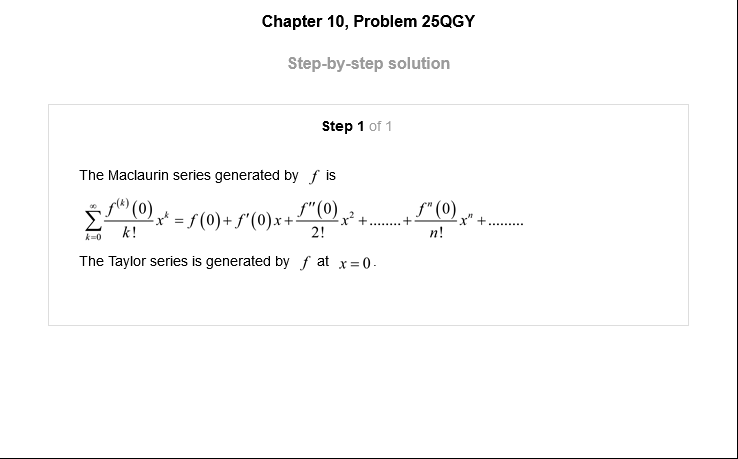 Chapter 10, Problem 25QGY
Step-by-step solution
Step 1 of 1
The Maclaurin series generated by f is
$\sum_{k=0}^{\infty} \frac{f^{(k)}(0)}{k!} x^k = f(0) + f'(0)x + \frac{f''(0)}{2!} x^2 + ........ + \frac{f^n(0)}{n!} x^n + .........$
The Taylor series is generated by f at x = 0.